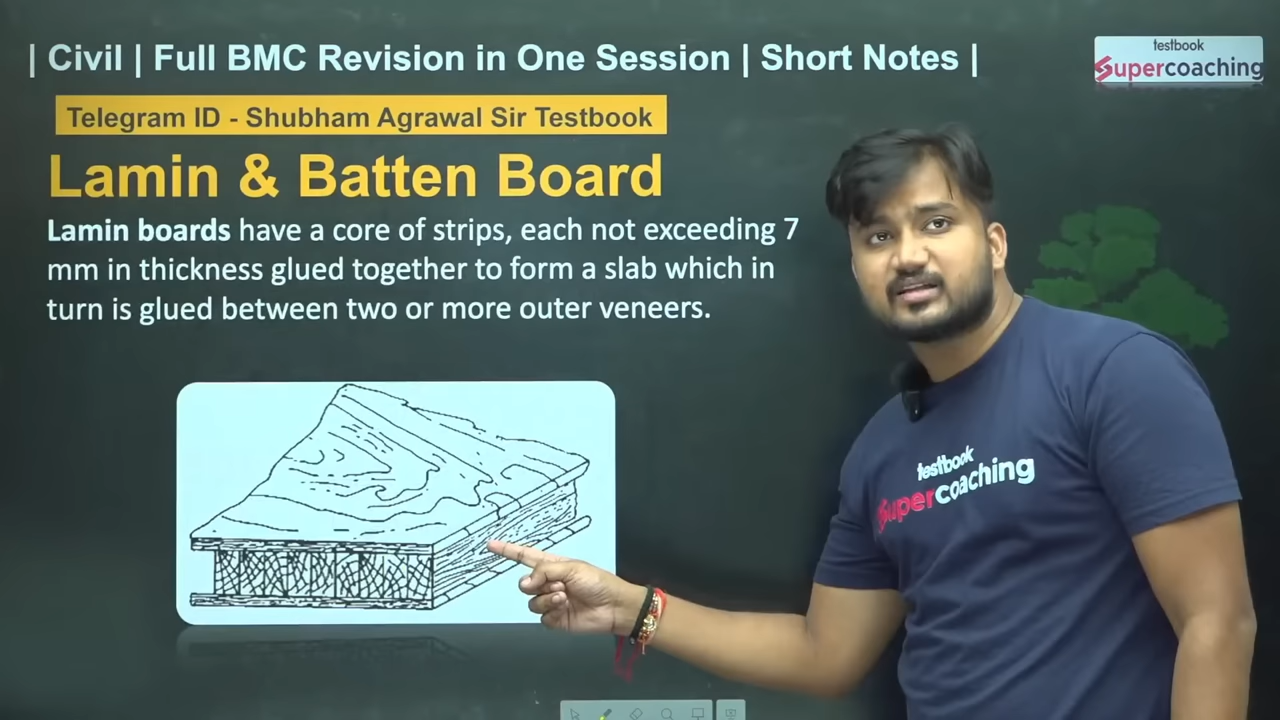 | Civil | Full BMC Revision in One Session | Short Notes |
testbook
Supercoaching
Telegram ID - Shubham Agrawal Sir Testbook
Lamin & Batten Board
Lamin boards have a core of strips, each not exceeding 7
mm in thickness glued together to form a slab which in
turn is glued between two or more outer veneers.
testbook
Supercoaching